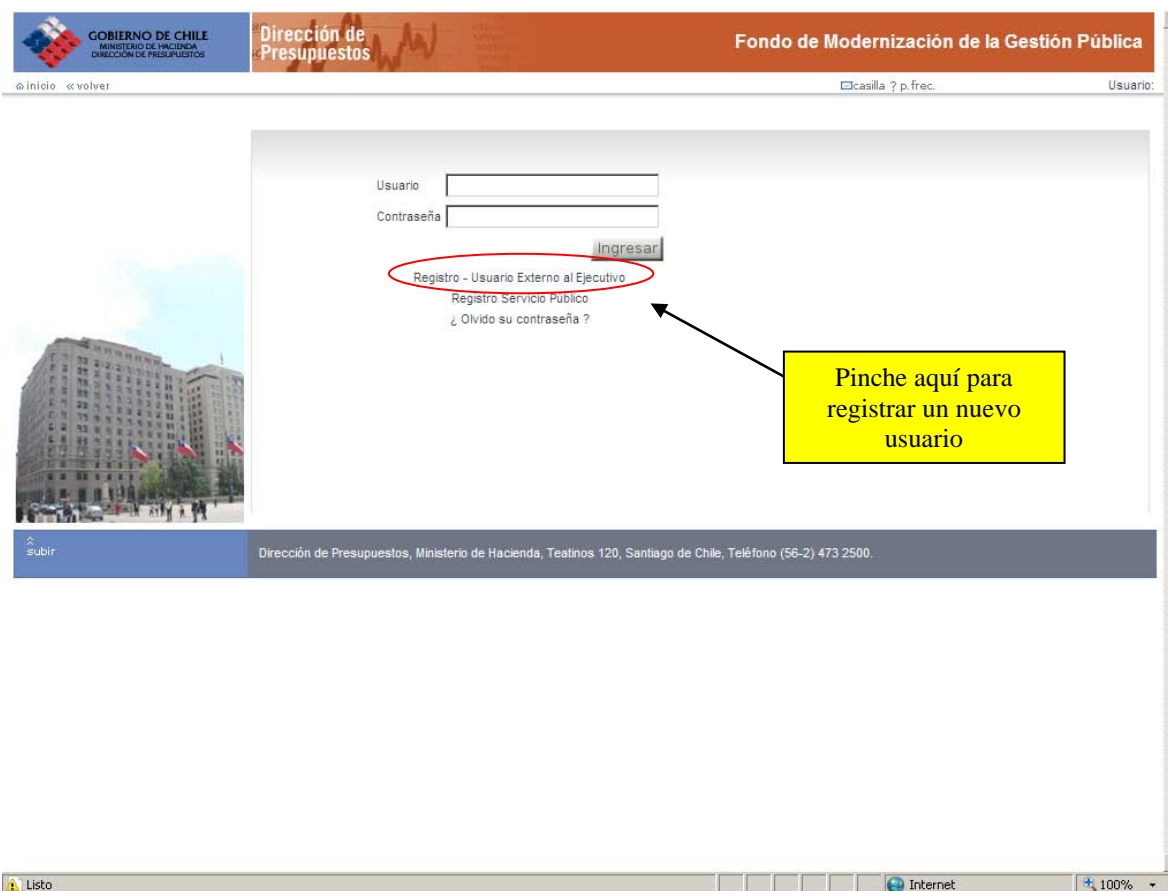 GOBIERNO DE CHILE
MINISTERIO DE HACIENDA
DIRECCIÓN DE PRESUPUESTOS
Dirección de
Presupuestos
Fondo de Modernización de la Gestión Pública
inicio « volver
casilla ? p. frec.
Usuario:
Usuario
Contraseña
Ingresar
Registro - Usuario Externo al Ejecutivo
Registro Servicio Público
¿ Olvido su contraseña ?
Pinche aquí para
registrar un nuevo
usuario
subir
Dirección de Presupuestos, Ministerio de Hacienda, Teatinos 120, Santiago de Chile, Teléfono (56-2) 473 2500.
Listo
Internet
100%